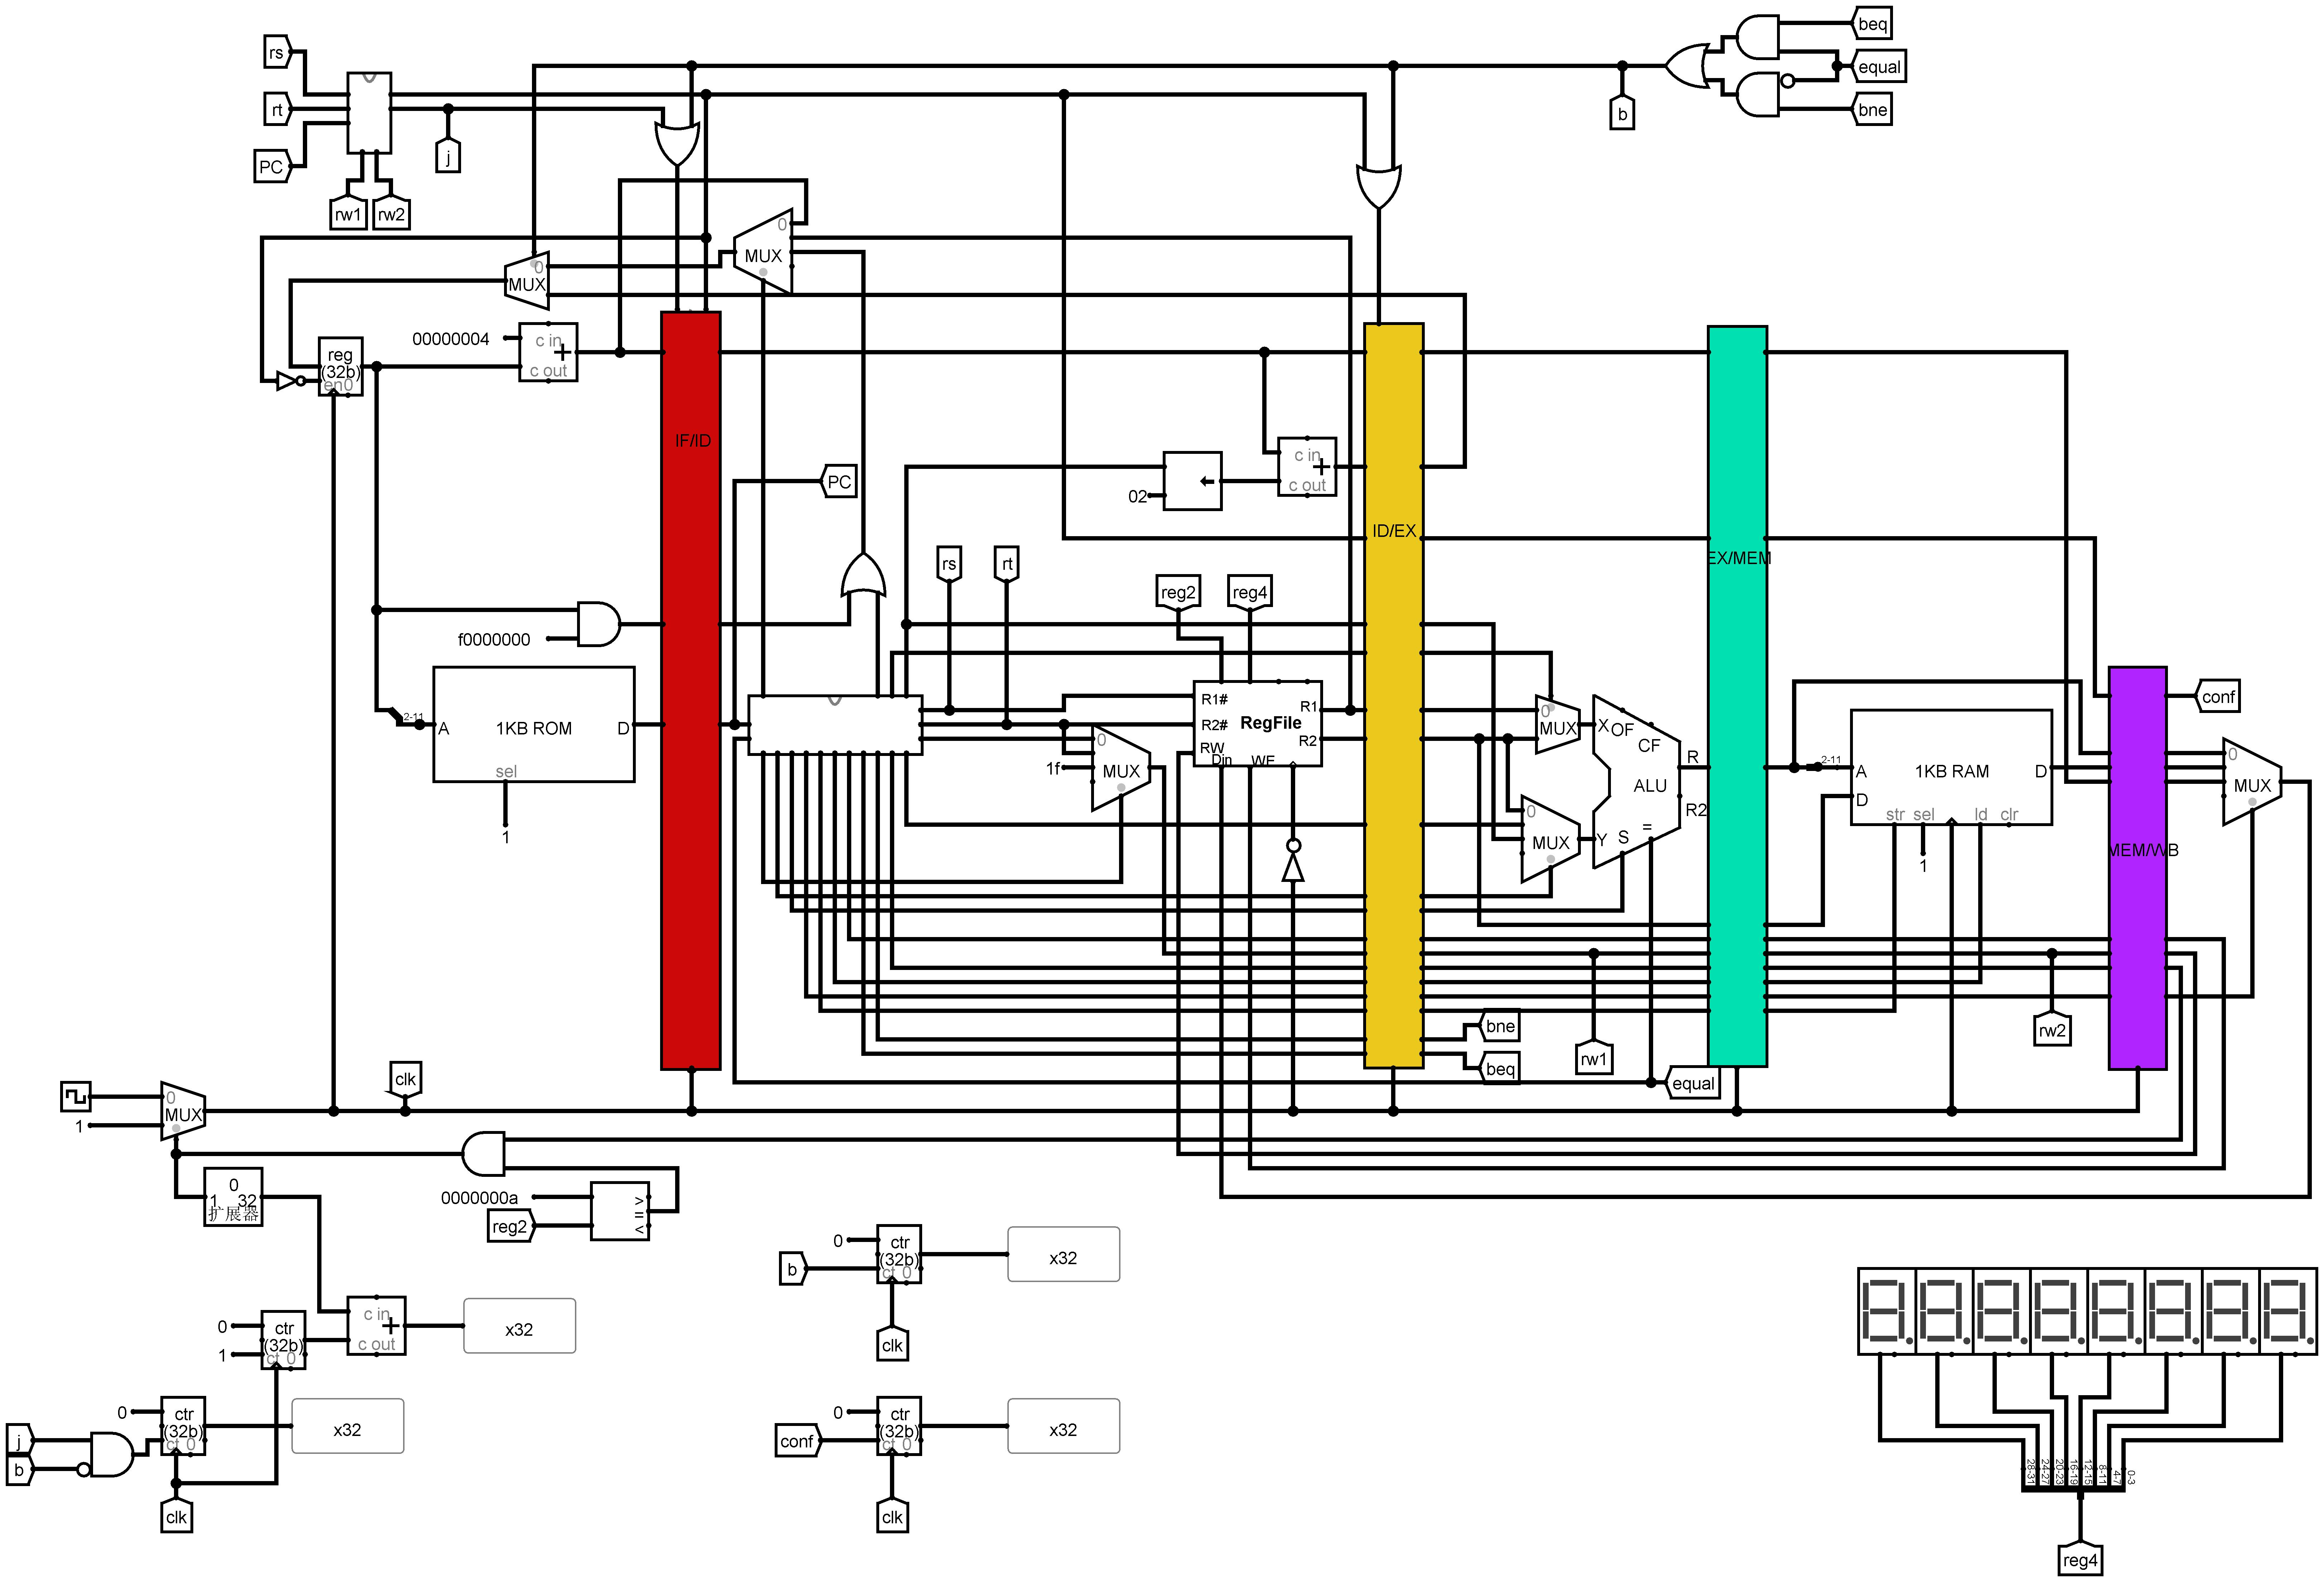 beq
rs
equal
rt
b
bne
j
PC
rw1
rw2
0
MUX
0
MUX
00000004
c in
+
c out
reg
(32b)
en0
IF/ID
c in
+
c out
PC
02
ID/EX
EX/MEM
rs
rt
reg2
reg4
f0000000
conf
2-11
A
1KB ROM
D
sel
1
R1#
R2#
RW
Din
WE
RegFile
R1
R2
0
MUX
1f
0
MUX
X
OF
CF
R
ALU
R2
0
MUX
Y
S
=
2-11
A
D
1KB RAM
D
str
sel
ld
clr
1
0
MUX
MEM/WB
bne
rw1
beq
rw2
equal
clk
0
MUX
1
0
1
32
扩展器
0000000a
reg2
>
=
<
0
ctr
(32b)
ct 0
b
x32
clk
0
1
ctr
(32b)
ct 0
c in
+
c out
x32
0
ctr
(32b)
ct 0
j
b
x32
clk
0
ctr
(32b)
ct 0
conf
x32
clk
28-31
24-27
20-23
16-19
12-15
8-11
4-7
0-3
reg4